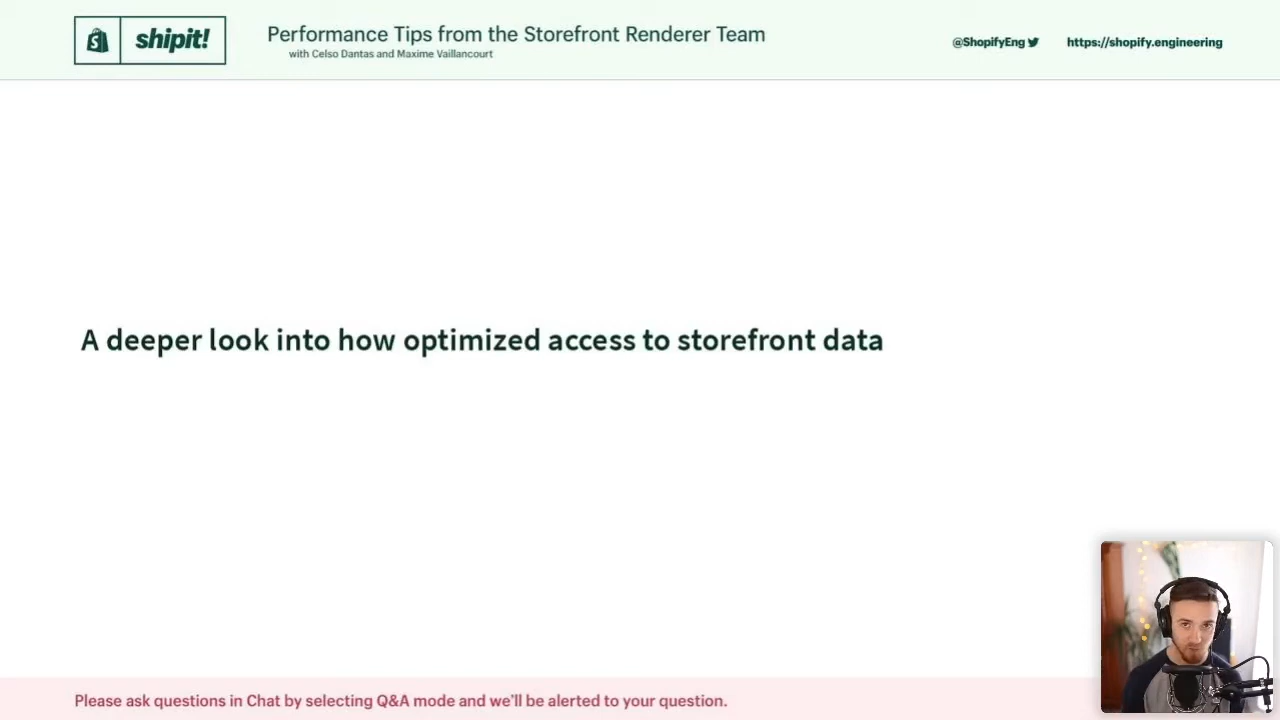 shipit!
Performance Tips from the Storefront Renderer Team
with Celso Dantas and Maxime Vaillancourt
@ShopifyEng
https://shopify.engineering
A deeper look into how optimized access to storefront data
Please ask questions in Chat by selecting Q&A mode and we'll be alerted to your question.